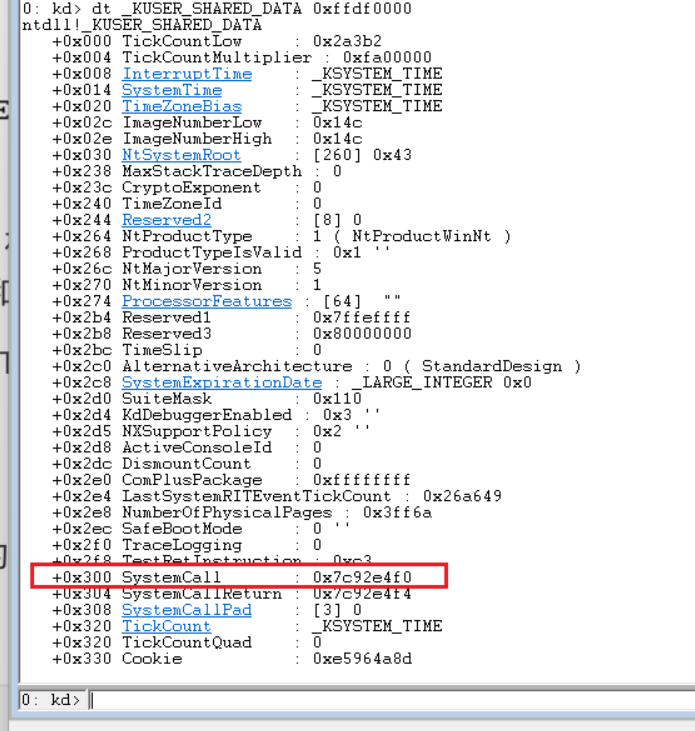 0: kd> dt _KUSER_SHARED_DATA 0xffdf0000
ntdll!_KUSER_SHARED_DATA
+0x000 TickCountLow : 0x2a3b2
+0x004 TickCountMultiplier : 0xfa00000
+0x008 InterruptTime : _KSYSTEM_TIME
+0x014 SystemTime : _KSYSTEM_TIME
+0x020 TimeZoneBias : _KSYSTEM_TIME
+0x02c ImageNumberLow : 0x14c
+0x02e ImageNumberHigh : 0x14c
+0x030 NtSystemRoot : [260] 0x43
+0x238 MaxStackTraceDepth : 0
+0x23c CryptoExponent : 0
+0x240 TimeZoneId : 0
+0x244 Reserved2 : [8] 0
+0x264 NtProductType : 1 ( NtProductWinNt )
+0x268 ProductTypeIsValid : 0x1 ''
+0x26c NtMajorVersion : 5
+0x270 NtMinorVersion : 1
+0x274 ProcessorFeatures : [64] ""
+0x2b4 Reserved1 : 0x7ffeffff
+0x2b8 Reserved3 : 0x80000000
+0x2bc TimeSlip : 0
+0x2c0 AlternativeArchitecture : 0 ( StandardDesign )
+0x2c8 SystemExpirationDate : _LARGE_INTEGER 0x0
+0x2d0 SuiteMask : 0x110
+0x2d4 KdDebuggerEnabled : 0x3 ''
+0x2d5 NXSupportPolicy : 0x2 ''
+0x2d8 ActiveConsoleId : 0
+0x2dc DismountCount : 0
+0x2e0 ComPlusPackage : 0xffffffff
+0x2e4 LastSystemRITEventTickCount : 0x26a649
+0x2e8 NumberOfPhysicalPages : 0x3ff6a
+0x2ec SafeBootMode : 0 ''
+0x2f0 TraceLogging : 0
+0x2f8 TestRetInstruction : 0xc3
+0x300 SystemCall : 0x7c92e4f0
+0x304 SystemCallReturn : 0x7c92e4f4
+0x308 SystemCallPad : [3] 0
+0x320 TickCount : _KSYSTEM_TIME
+0x320 TickCountQuad : 0
+0x330 Cookie : 0xe5964a8d
0: kd>